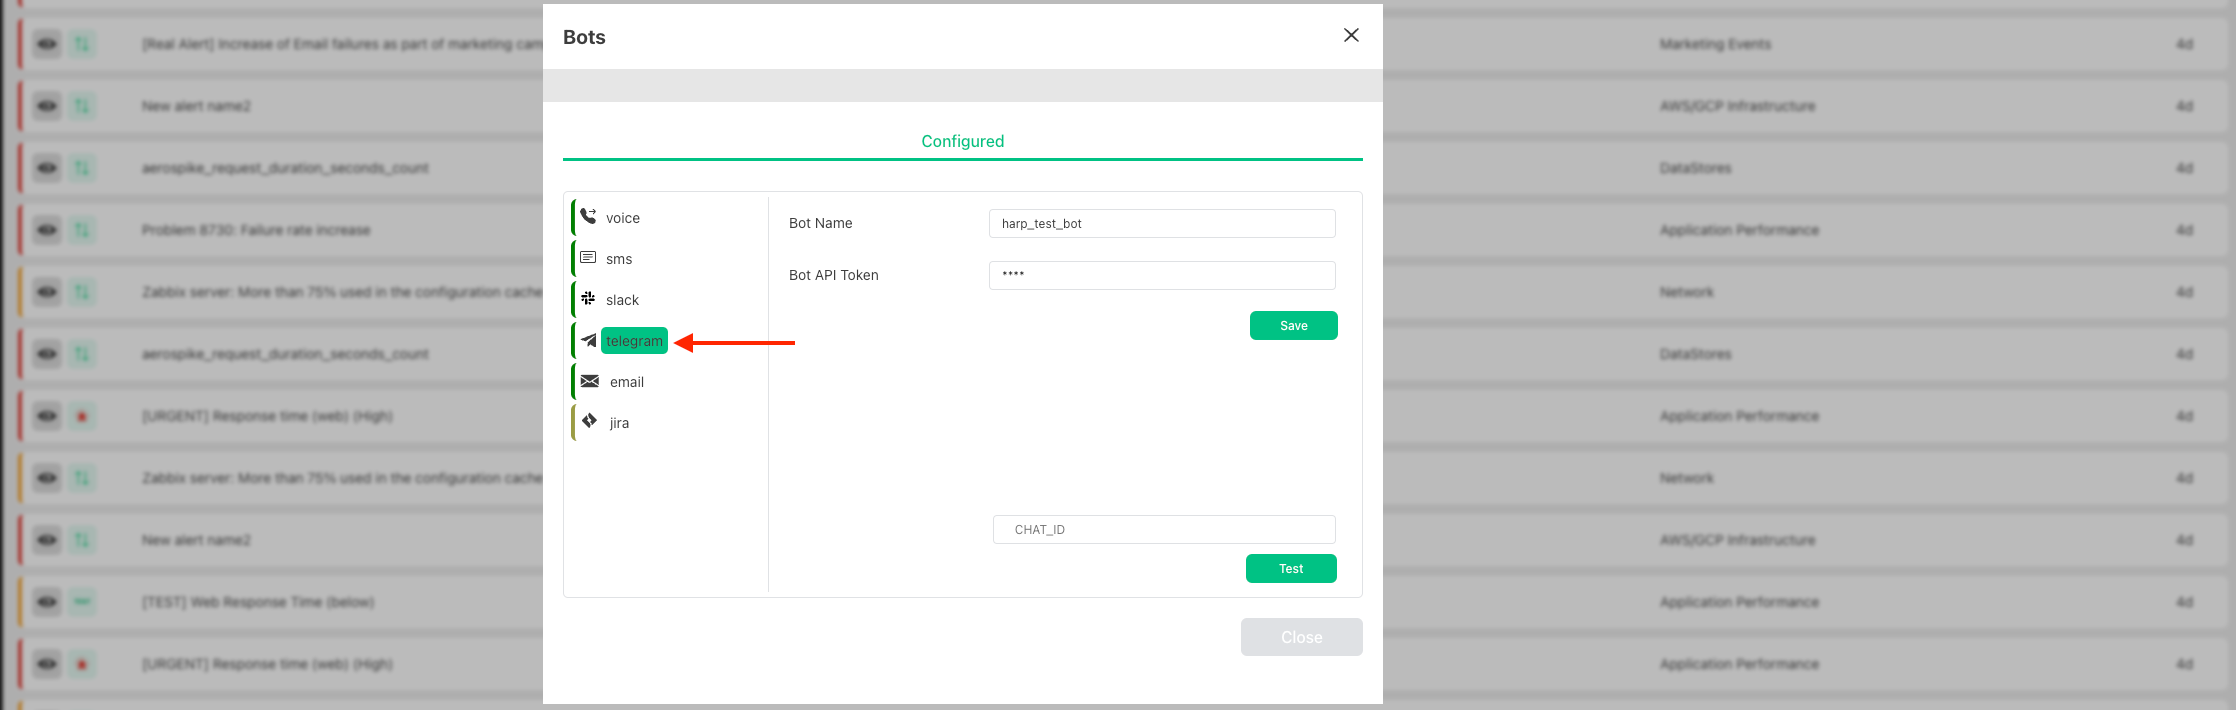 Bots
Configured
voice
sms
slack
telegram
email
jira
Bot Name
harp_test_bot
Bot API Token
****
Save
CHAT_ID
Test
Close
[Real Alert] Increase of Email failures as part of marketing cam
Marketing Events
4d
New alert name2
AWS/GCP Infrastructure
4d
aerospike_request_duration_seconds_count
DataStores
4d
Problem 8730: Failure rate increase
Application Performance
4d
Zabbix server: More than 75% used in the configuration cache
Network
4d
aerospike_request_duration_seconds_count
DataStores
4d
[URGENT] Response time (web) (High)
Application Performance
4d
Zabbix server: More than 75% used in the configuration cache
Network
4d
New alert name2
AWS/GCP Infrastructure
4d
[TEST] Web Response Time (below)
Application Performance
4d
[URGENT] Response time (web) (High)
Application Performance
4d